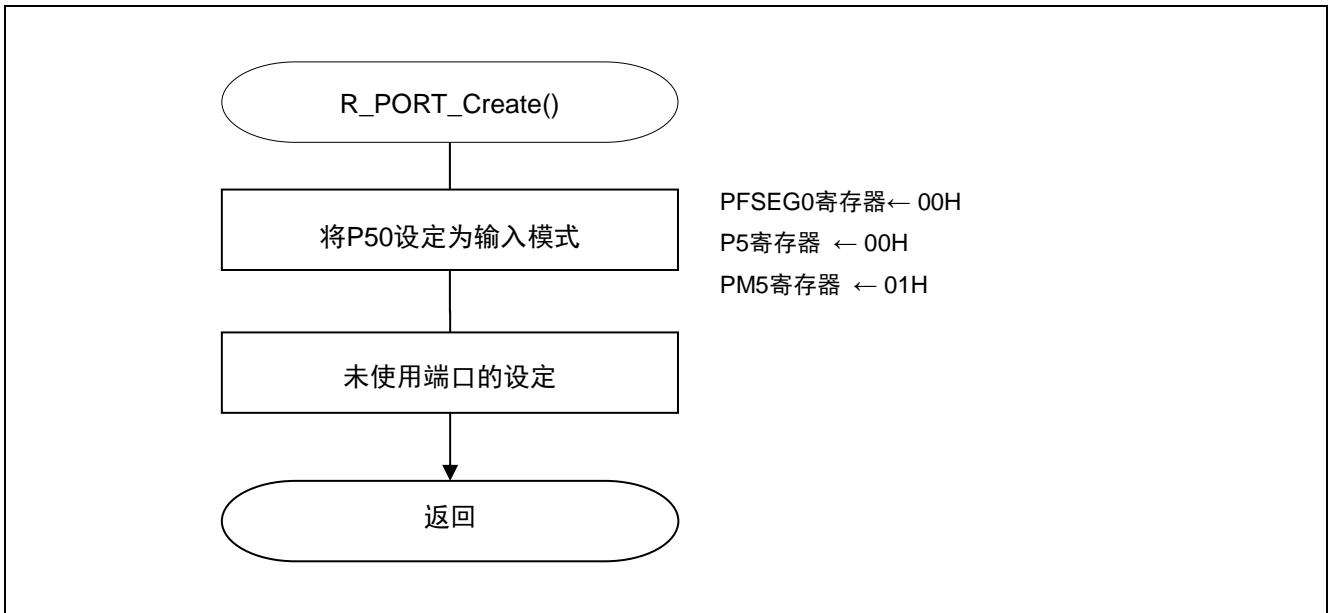 R_PORT_Create()
将P50设定为输入模式
PFSEG0寄存器← 00H
P5寄存器 ← 00H
PM5寄存器 ← 01H
未使用端口的设定
返回